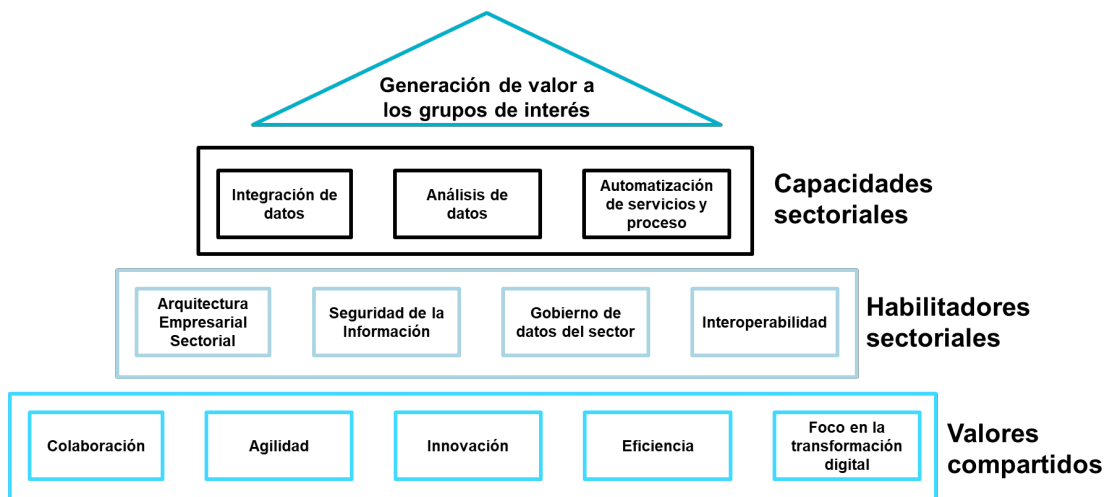 Generación de valor a
los grupos de interés
Integración de
datos
Análisis de
datos
Automatización
de servicios y
proceso
Capacidades
sectoriales
Arquitectura
Empresarial
Sectorial
Seguridad de la
Información
Gobierno de
datos del sector
Interoperabilidad
Habilitadores
sectoriales
Colaboración
Agilidad
Innovación
Eficiencia
Foco en la
transformación
digital
Valores
compartidos